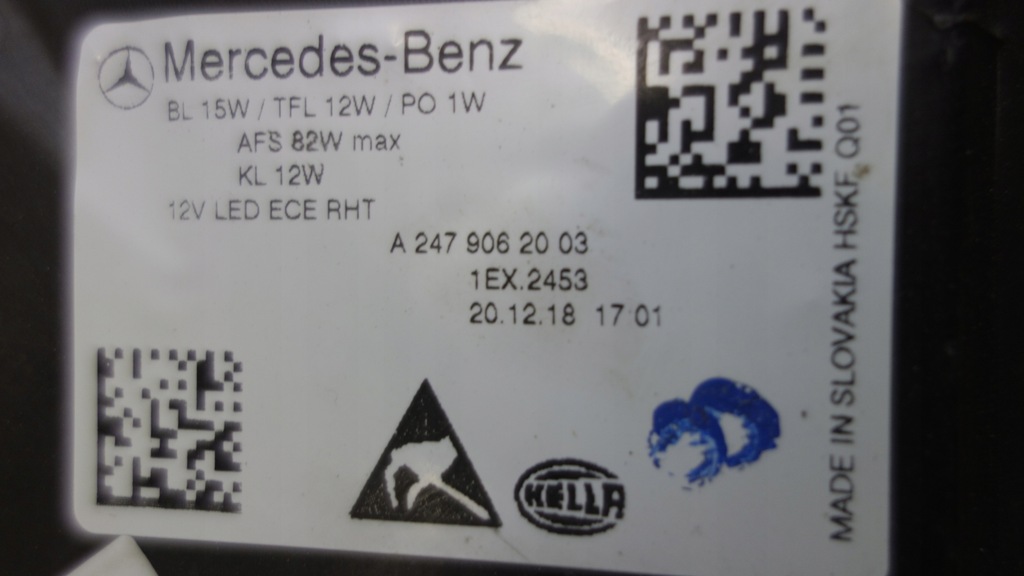 Mercedes-Benz
BL 15W / TFL 12W / PO 1W
AFS 82W max
KL 12W
12V LED ECE RHT
A 247 906 20 03
1EX.2453
20.12.18 17 01
HELLA
MADE IN SLOVAKIA HSKF Q01